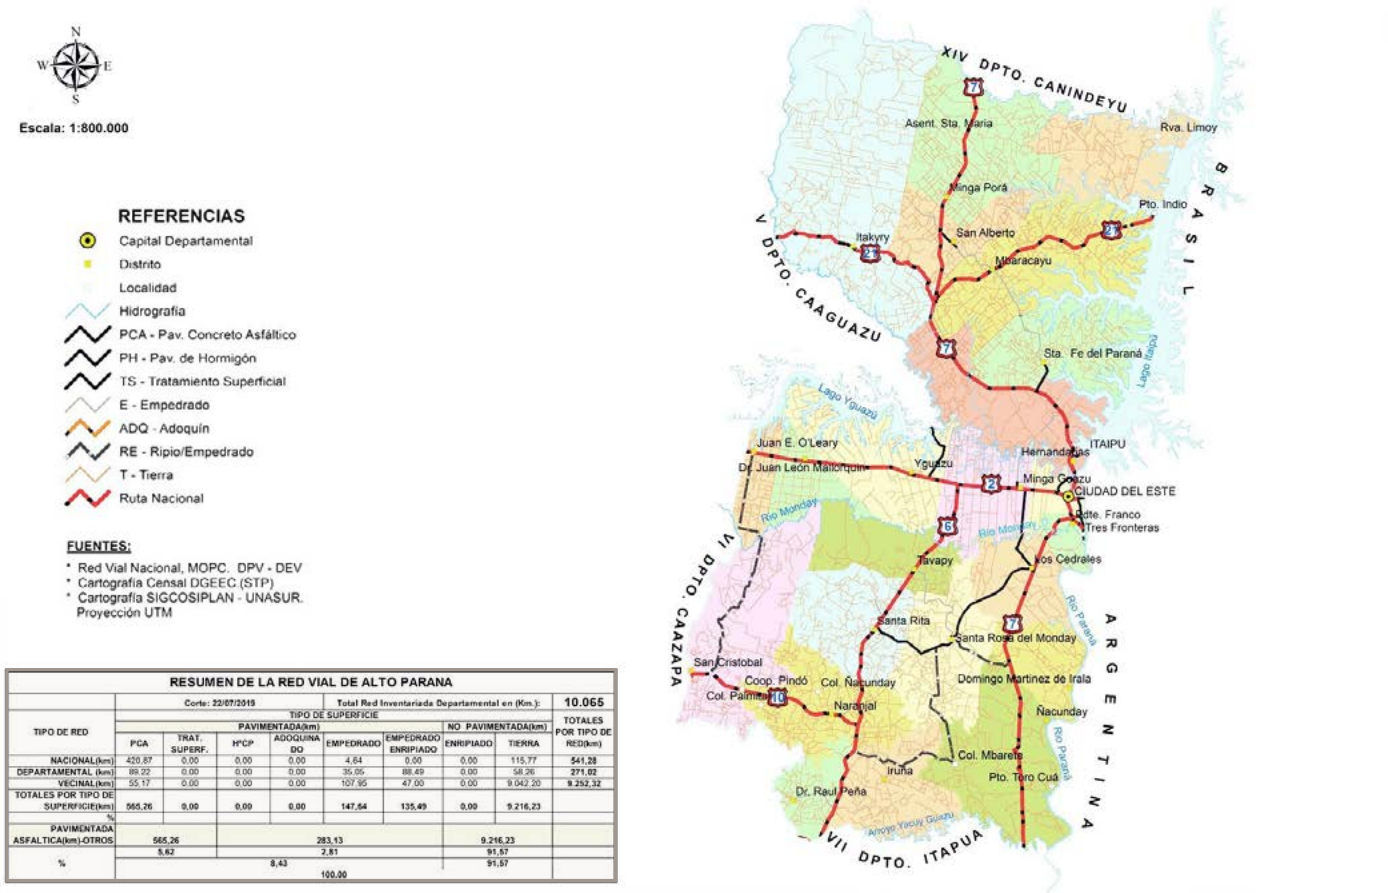 N
W E
S
Escala: 1:800.000
REFERENCIAS
Capital Departamental
Distrito
Localidad
Hidrografía
PCA - Pav. Concreto Asfáltico
PH - Pav. de Hormigón
TS - Tratamiento Superficial
E - Empedrado
ADQ - Adoquín
RE - Ripio/Empedrado
T - Tierra
Ruta Nacional
FUENTES:
* Red Vial Nacional, MOPC. DPV - DEV
* Cartografía Censal DGEEC.(STP)
* Cartografía SIGCOSIPLAN - UNASUR.
Proyección UTM
RESUMEN DE LA RED VIAL DE ALTO PARANA
Corte: 22/07/2019 Total Red Inventariada Departamental en (Km.): 10.065
TIPO DE RED
TIPO DE SUPERFICIE
PAVIMENTADA(km) NO PAVIMENTADA(km)
TOTALES POR TIPO DE RED(km)
PCA TRAT. SUPERF. HºCP ADOQUINADO EMPEDRADO EMPEDRADO ENRIPIADO ENRIPIADO TIERRA
NACIONAL(km) 420,87 0,00 0,00 0,00 4,64 0,00 0,00 115,77 541,28
DEPARTAMENTAL (km) 89,22 0,00 0,00 0,00 35,05 88,49 0,00 58,26 271,02
VECINAL(km) 55,17 0,00 0,00 0,00 107,95 47,00 0,00 9.042,20 9.252,32
TOTALES POR TIPO DE SUPERFICIE(km) 565,26 0,00 0,00 0,00 147,64 135,49 0,00 9.216,23
%
PAVIMENTADA ASFALTICA(km)-OTROS 565,26 283,13 9.216,23
% 5,62 2,81 91,57
8,43 91,57
100.00
XIV DPTO. CANINDEYU
7
Asent. Sta. Maria
Rva. Limoy
BRASIL
Minga Porá
Pto. Indio
V DPTO. CAAGUAZU
Itakyry
21
San Alberto
21
Mbaracayu
7
Sta. Fe del Paraná
Lago Itaipú
Lago Yguazú
Juan E. O'Leary
ITAIPU
Hernandarias
Dr. Juan León Mallorquin
Yguazu
2
Minga Guazu
CIUDAD DEL ESTE
Rio Monday
6
Rio Monday
Pdte. Franco
Tres Fronteras
VI DPTO. CAAZAPA
Tavapy
Los Cedrales
Rio Paraná
ARGENTINA
Santa Rita
7
Santa Rosa del Monday
San Cristobal
Coop. Pindó
Col. Ñacunday
Domingo Martinez de Irala
Col. Palmital
10
Naranjal
Ñacunday
Rio Paraná
Col. Mbarete
Iruña
Pto. Toro Cuá
Dr. Raul Peña
Arroyo Yacuy Guazu
VII DPTO. ITAPUA